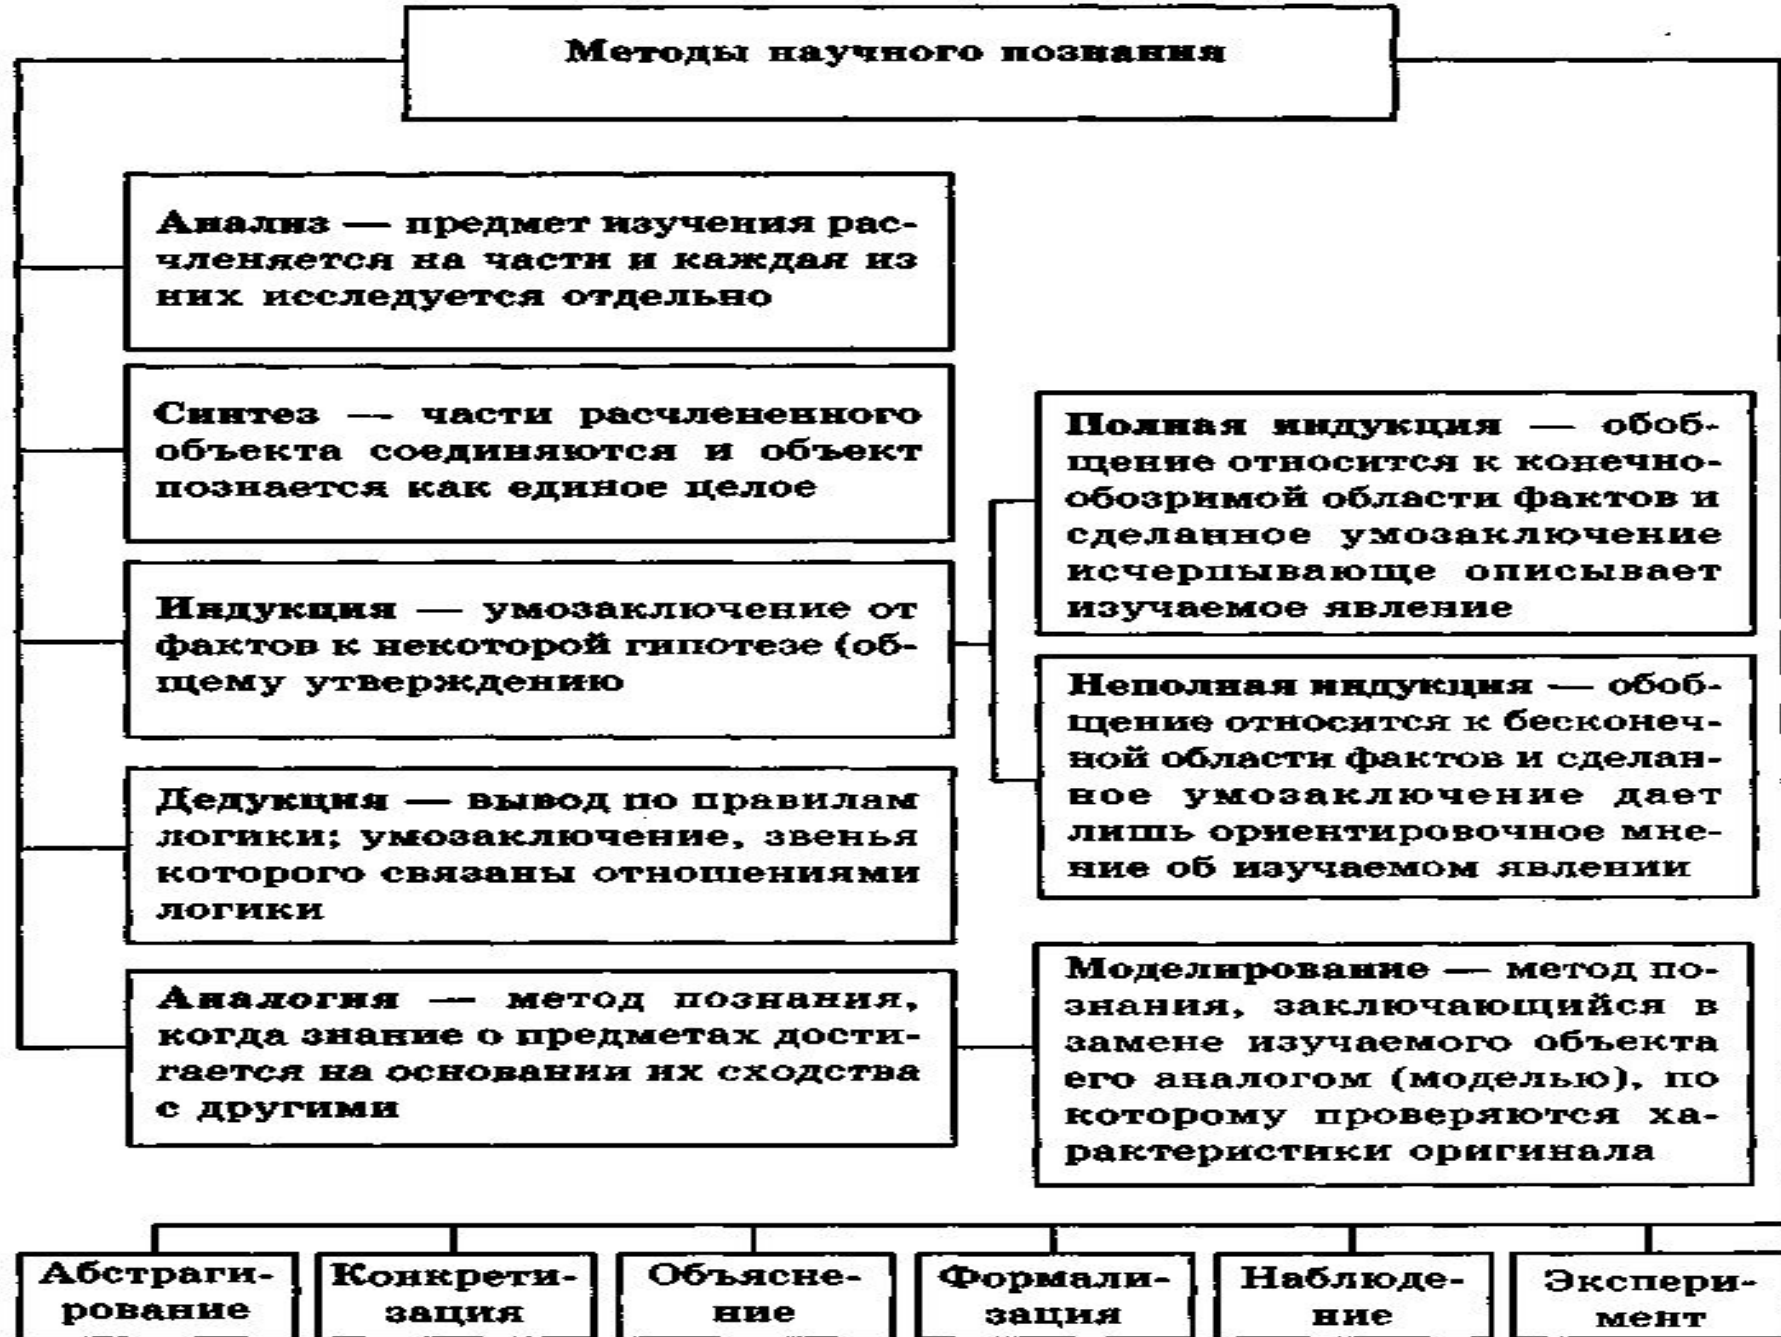 Методы научного познания
Анализ — предмет изучения рас-
членяется на части и каждая из
них исследуется отдельно
Синтез — части расчлененного
объекта соединяются и объект
познается как единое целое
Индукция — умозаключение от
фактов к некоторой гипотезе (об-
щему утверждению
Полная индукция — обоб-
щение относится к конечно-
обозримой области фактов и
сделанное умозаключение
исчерпывающе описывает
изучаемое явление
Неполная индукция — обоб-
щение относится к бесконеч-
ной области фактов и сделан-
ное умозаключение дает
лишь ориентировочное мне-
ние об изучаемом явлении
Дедукция — вывод по правилам
логики; умозаключение, звенья
которого связаны отношениями
логики
Аналогия — метод познания,
когда знание о предметах дости-
гается на основании их сходства
с другими
Моделирование — метод по-
знания, заключающийся в
замене изучаемого объекта
его аналогом (моделью), по
которому проверяются ха-
рактеристики оригинала
Абстраги-
рование
Конкрети-
зация
Объясне-
ние
Формали-
зация
Наблюде-
ние
Экспери-
мент